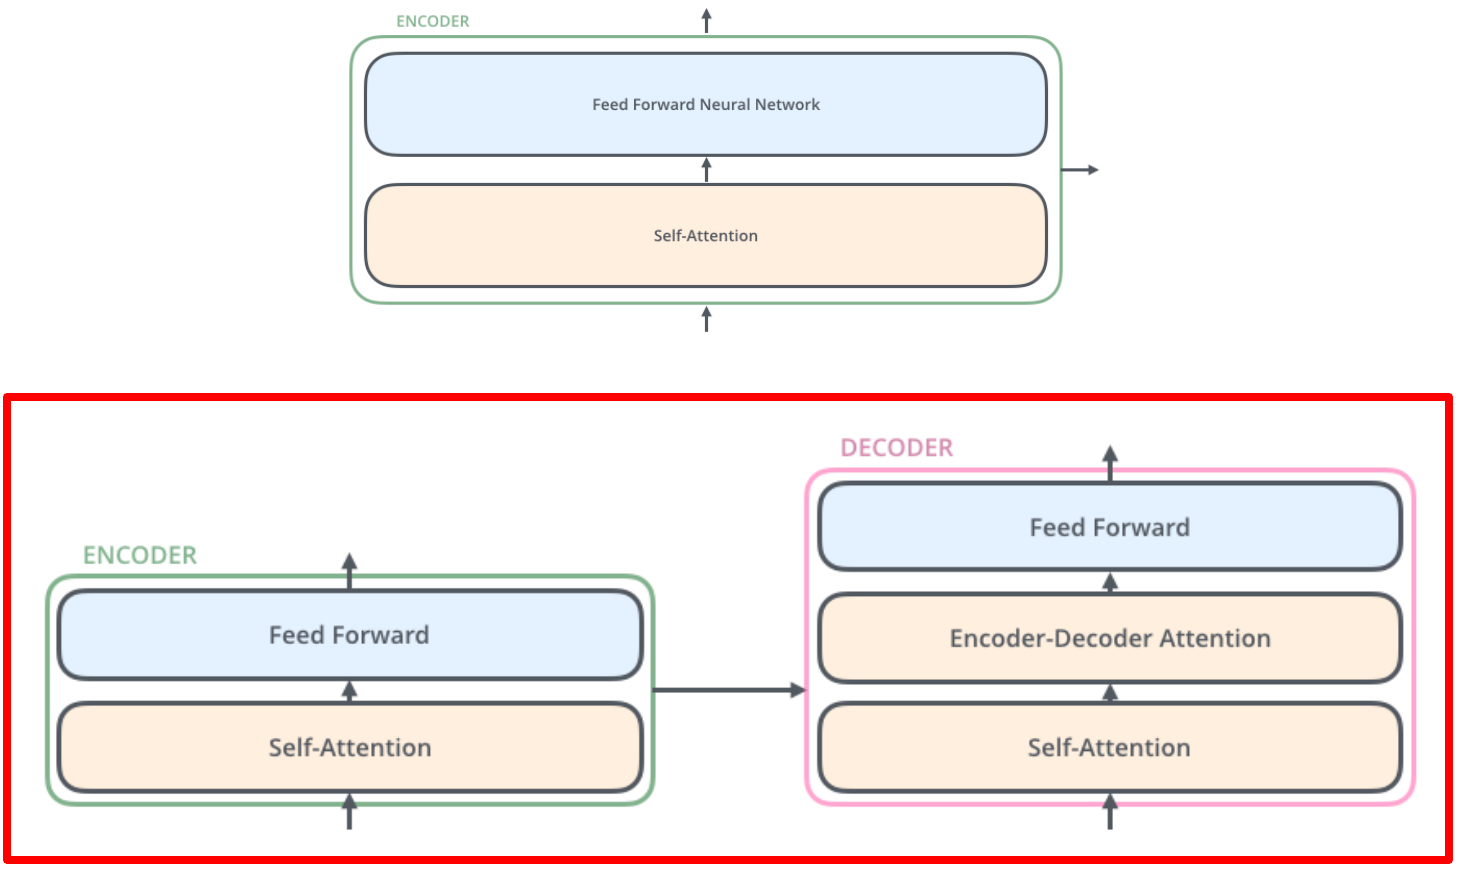 ENCODER
Feed Forward Neural Network
Self-Attention
ENCODER
Feed Forward
Self-Attention
DECODER
Feed Forward
Encoder-Decoder Attention
Self-Attention